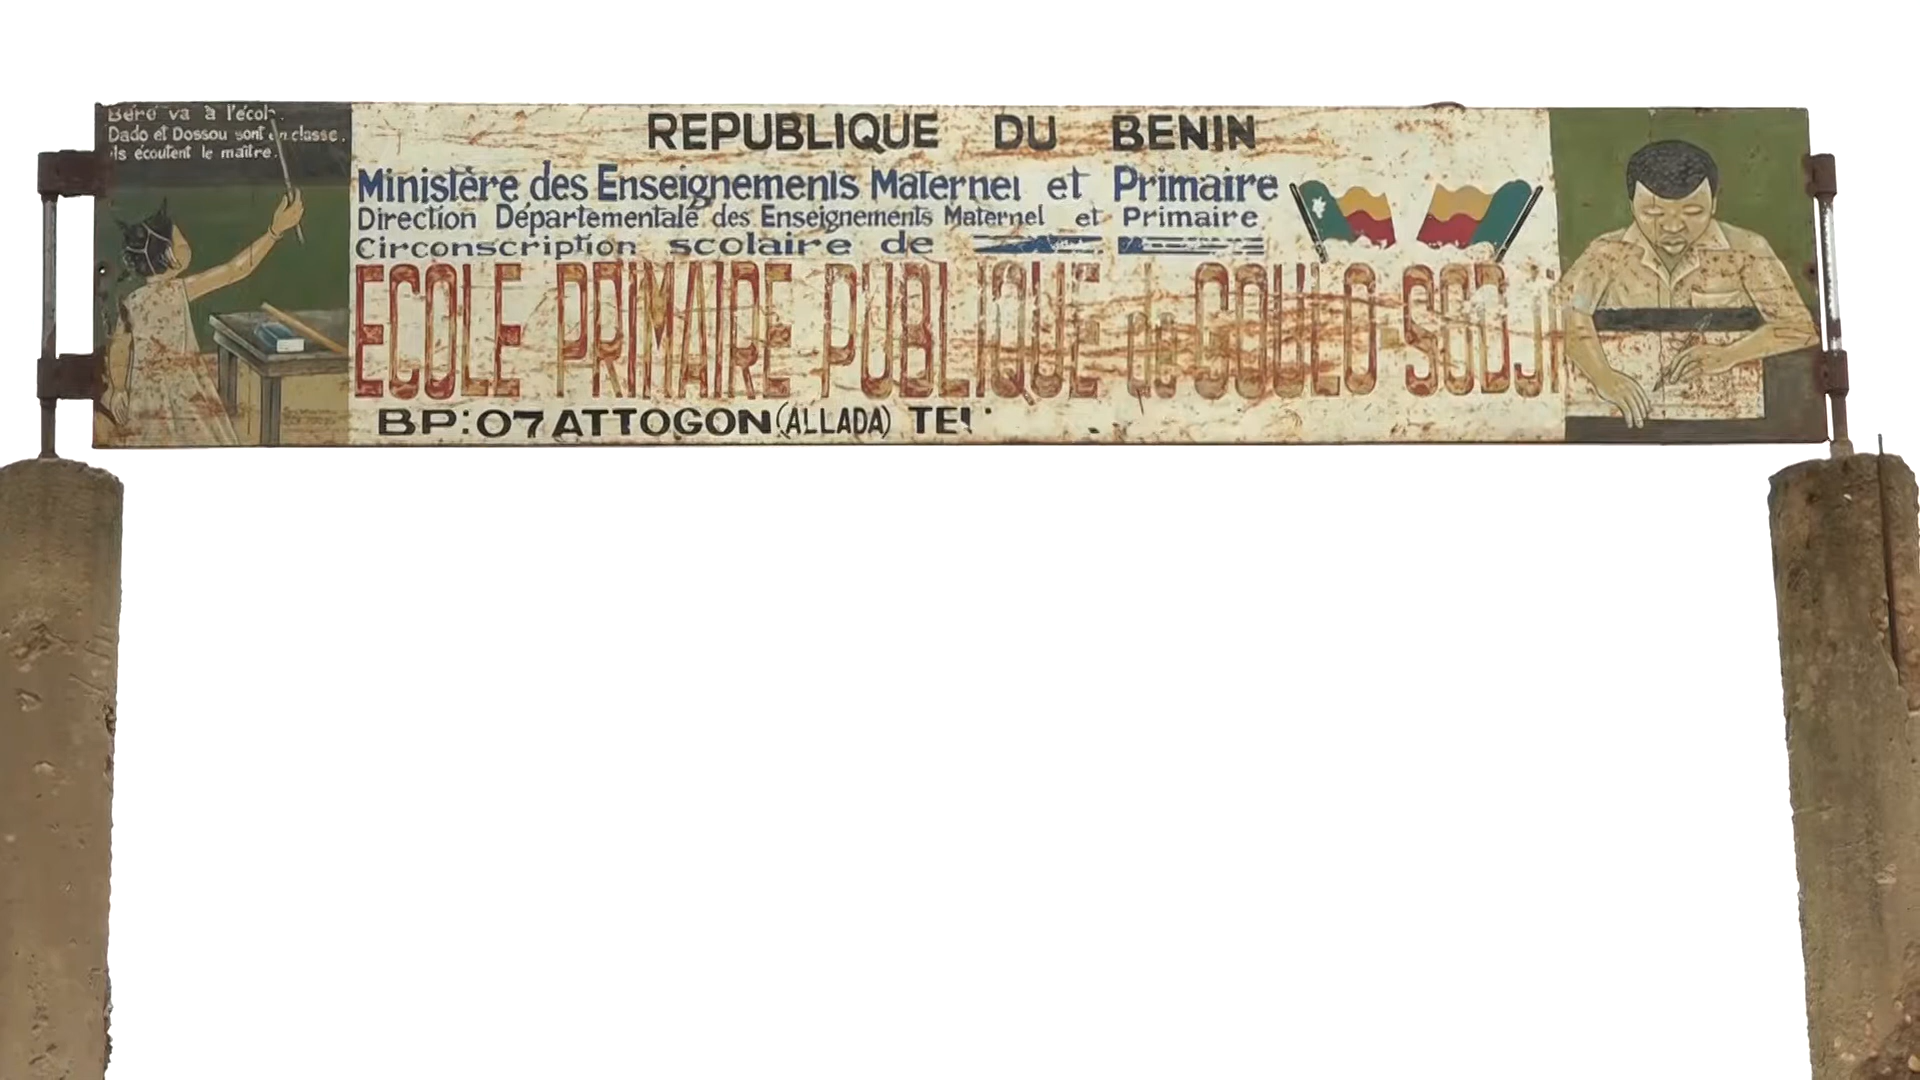 Béro va à l'école.
Dado et Dossou sont en classe.
ils écoutent le maître.
REPUBLIQUE DU BENIN
Ministère des Enseignements Maternel et Primaire
Direction Départementale des Enseignements Maternel et Primaire
Circonscription scolaire de
ECOLE PRIMAIRE PUBLIQUE de GOULO-SODJI
BP:07 ATTOGON (ALLADA) TEL